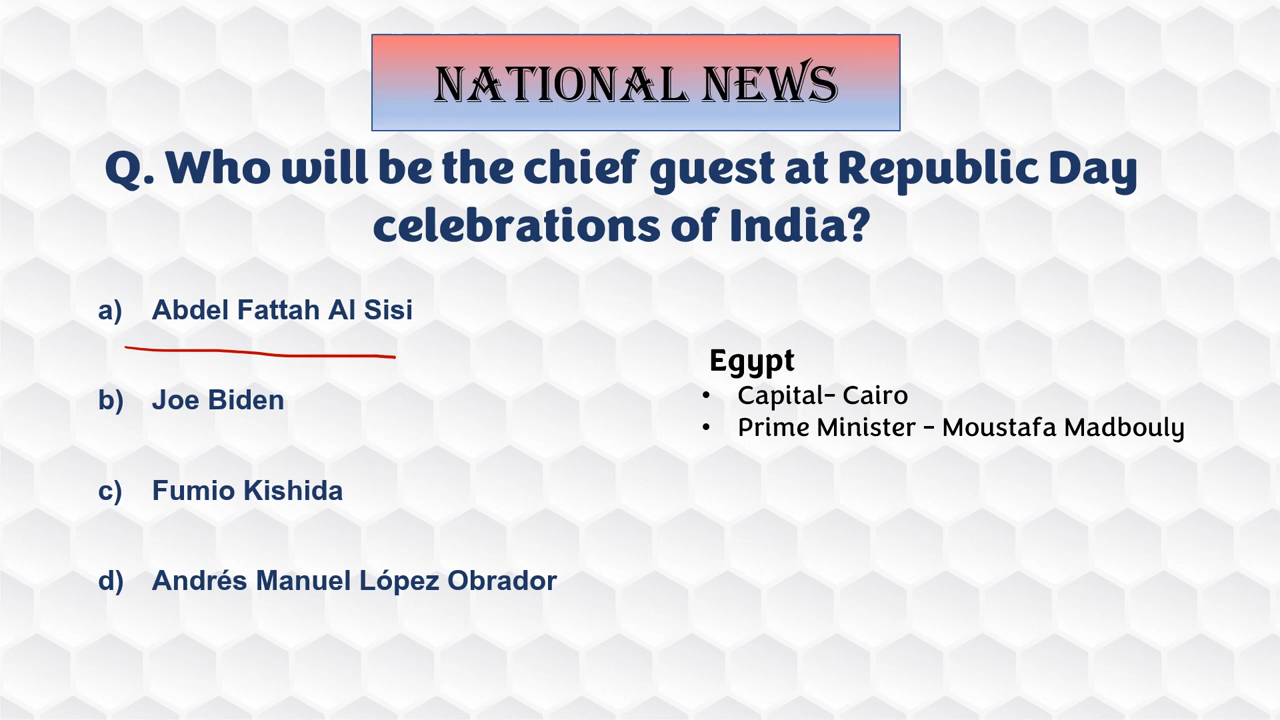 NATIONAL NEWS
Q. Who will be the chief guest at Republic Day
celebrations of India?
a) Abdel Fattah Al Sisi
b) Joe Biden
c) Fumio Kishida
d) Andrés Manuel López Obrador
Egypt
• Capital- Cairo
• Prime Minister - Moustafa Madbouly